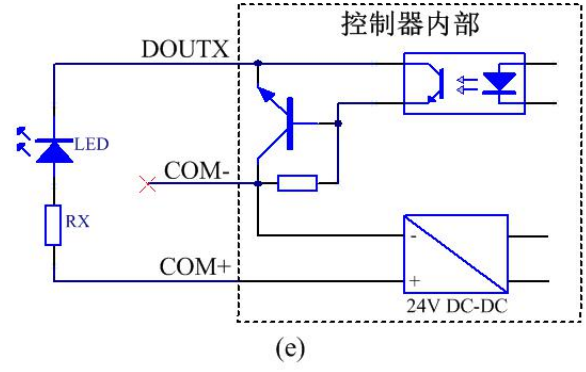 控制器内部
DOUTX
LED
COM-
RX
COM+
-
+
24V DC-DC
(e)